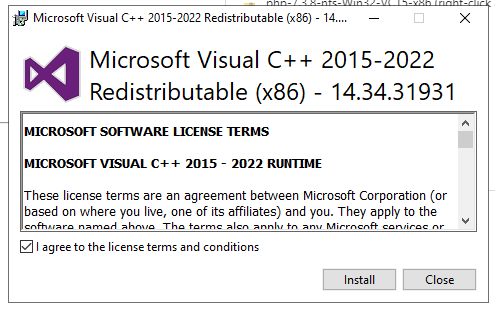 php-7.3.8-nts-Win32-VC15-x86 (right-click
Microsoft Visual C++ 2015-2022 Redistributable (x86) - 14....
Microsoft Visual C++ 2015-2022
Redistributable (x86) - 14.34.31931
MICROSOFT SOFTWARE LICENSE TERMS
MICROSOFT VISUAL C++ 2015 - 2022 RUNTIME
These license terms are an agreement between Microsoft Corporation (or
based on where you live, one of its affiliates) and you. They apply to the
software named above. The terms also apply to any Microsoft services or
I agree to the license terms and conditions
Install
Close